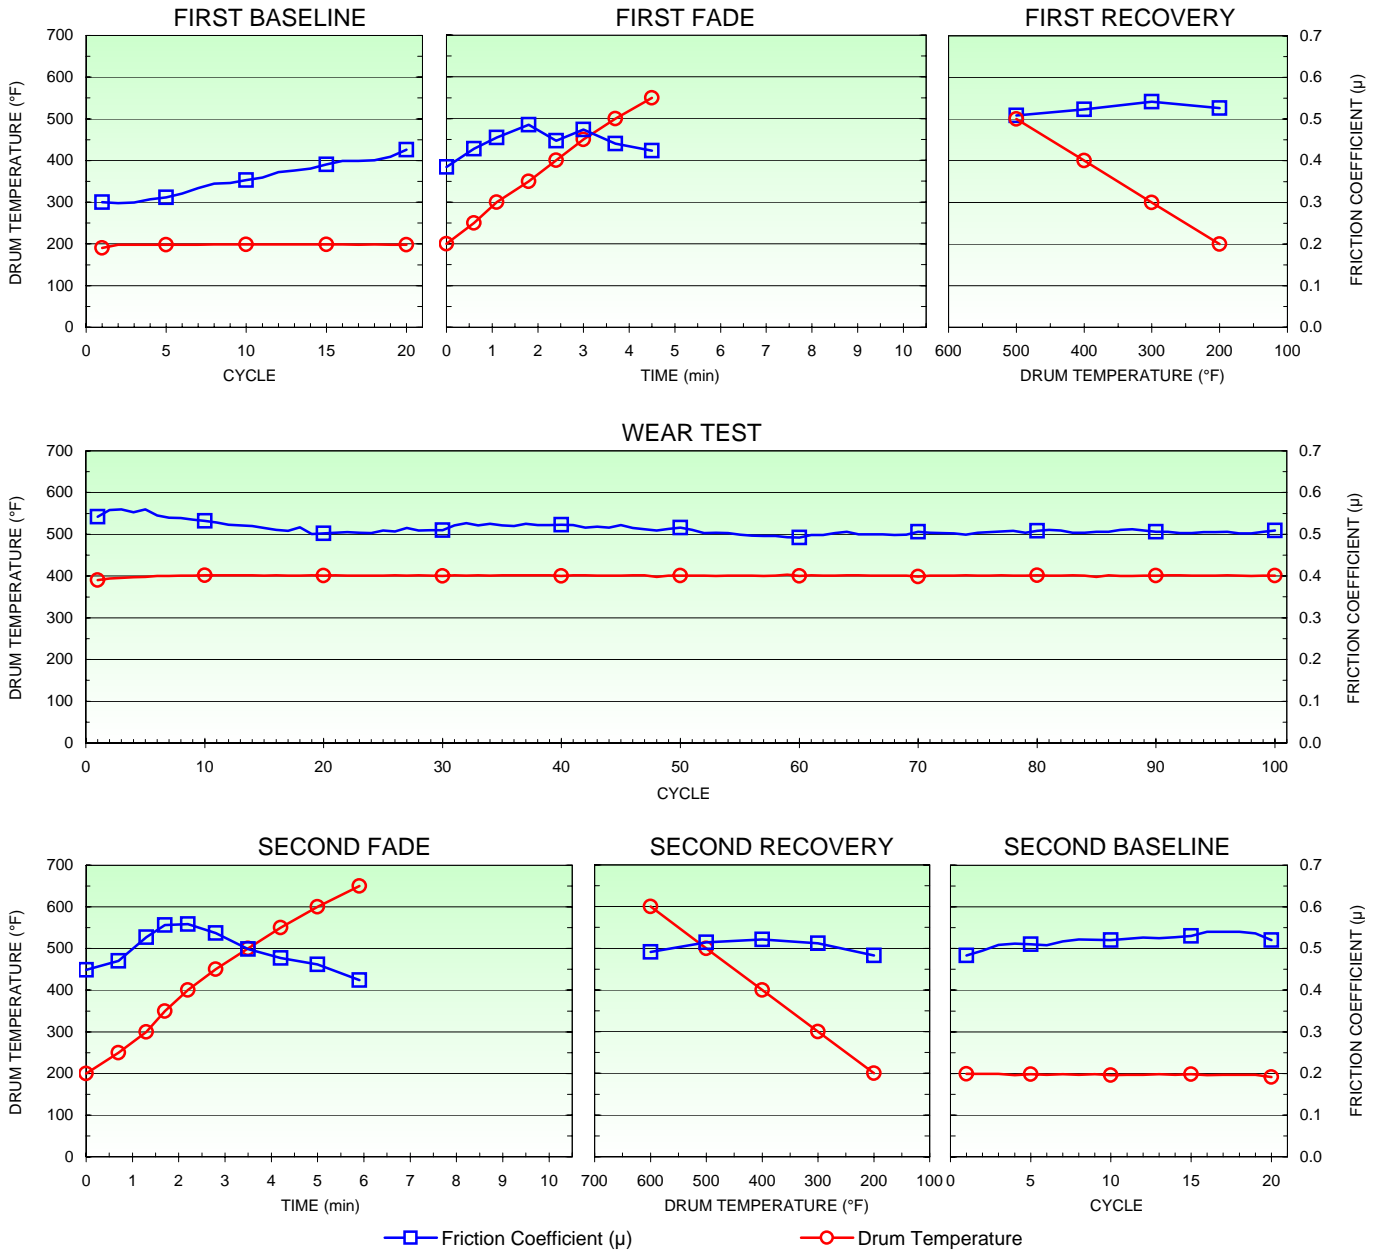 FIRST BASELINE FIRST FADE FIRST RECOVERY
700 0.7
600 0.6
500 0.5
400 0.4
300 0.3
200 0.2
100 0.1
0 0.0
DRUM TEMPERATURE (°F)
FRICTION COEFFICIENT (µ)
0 5 10 15 20 0 1 2 3 4 5 6 7 8 9 10 600 500 400 300 200 100
CYCLE TIME (min) DRUM TEMPERATURE (°F)
WEAR TEST
700 0.7
600 0.6
500 0.5
400 0.4
300 0.3
200 0.2
100 0.1
0 0.0
DRUM TEMPERATURE (°F)
FRICTION COEFFICIENT (µ)
0 10 20 30 40 50 60 70 80 90 100
CYCLE
SECOND FADE SECOND RECOVERY SECOND BASELINE
700 0.7
600 0.6
500 0.5
400 0.4
300 0.3
200 0.2
100 0.1
0 0.0
DRUM TEMPERATURE (°F)
FRICTION COEFFICIENT (µ)
0 1 2 3 4 5 6 7 8 9 10 700 600 500 400 300 200 100 0 5 10 15 20
TIME (min) DRUM TEMPERATURE (°F) CYCLE
Friction Coefficient (µ) Drum Temperature